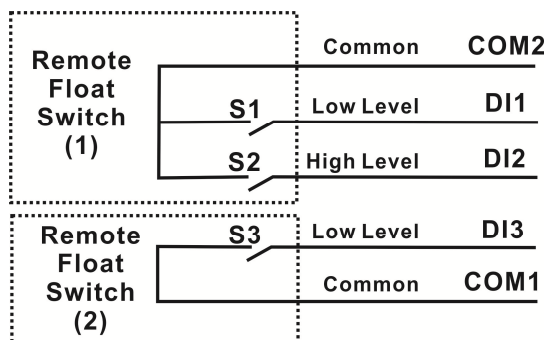 Remote
Float
Switch
(1)
Common COM2
S1 Low Level DI1
S2 High Level DI2
Remote
Float
Switch
(2)
S3 Low Level DI3
Common COM1